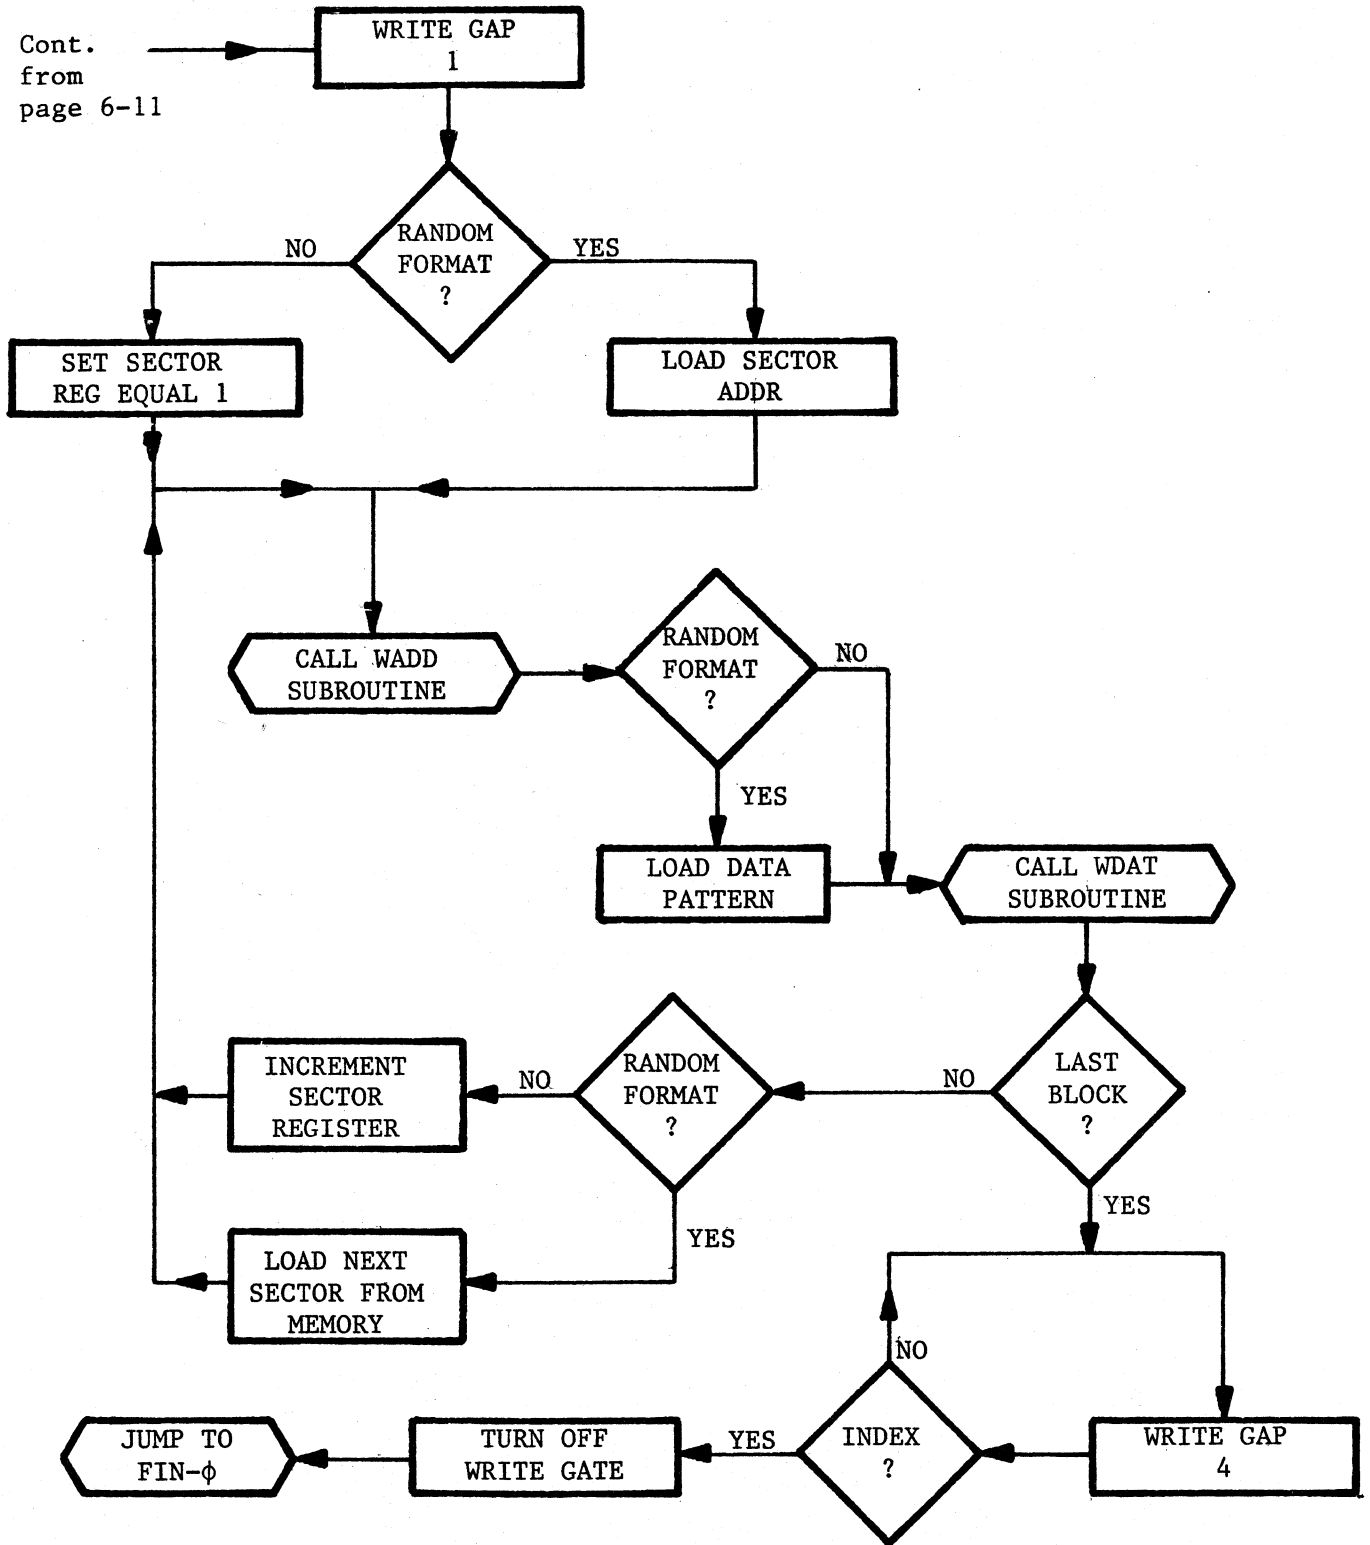 WRITE GAP
1
Cont.
from
page 6-11
RANDOM
FORMAT
?
NO
YES
SET SECTOR
REG EQUAL 1
LOAD SECTOR
ADDR
CALL WADD
SUBROUTINE
RANDOM
FORMAT
?
NO
YES
LOAD DATA
PATTERN
CALL WDAT
SUBROUTINE
LAST
BLOCK
?
NO
YES
RANDOM
FORMAT
?
NO
YES
INCREMENT
SECTOR
REGISTER
LOAD NEXT
SECTOR FROM
MEMORY
WRITE GAP
4
INDEX
?
NO
YES
TURN OFF
WRITE GATE
JUMP TO
FIN-ϕ